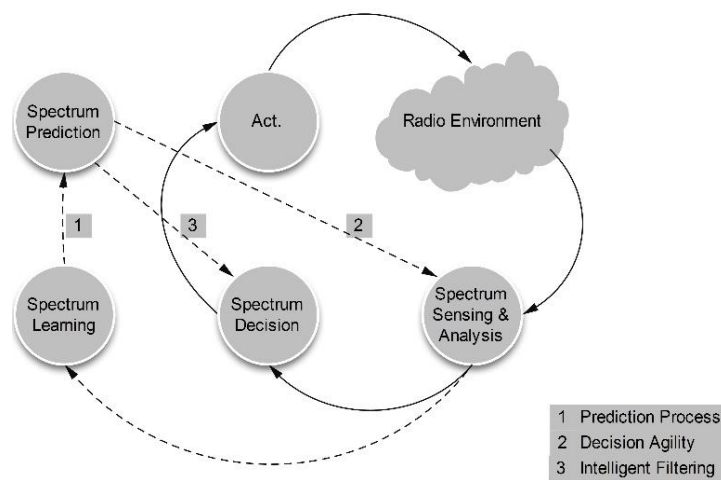 Spectrum
Prediction
Act.
Radio Environment
1
3
2
Spectrum
Learning
Spectrum
Decision
Spectrum
Sensing &
Analysis
1 Prediction Process
2 Decision Agility
3 Intelligent Filtering